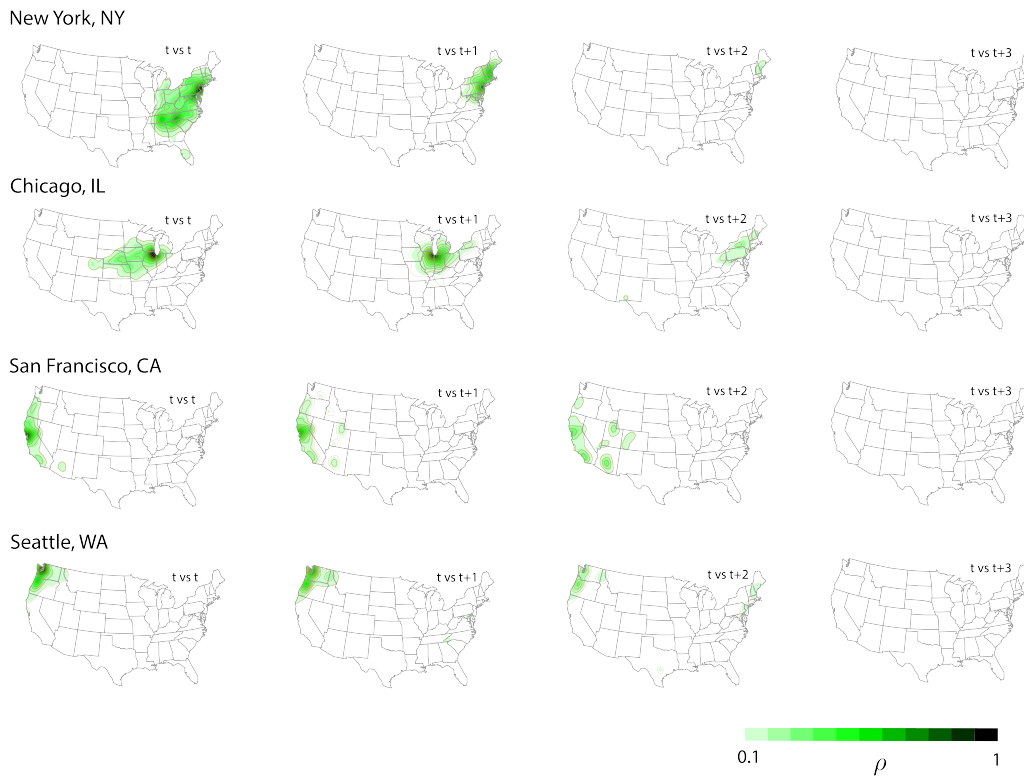 New York, NY
t vs t
t vs t+1
t vs t+2
t vs t+3
Chicago, IL
t vs t
t vs t+1
t vs t+2
t vs t+3
San Francisco, CA
t vs t
t vs t+1
t vs t+2
t vs t+3
Seattle, WA
t vs t
t vs t+1
t vs t+2
t vs t+3
0.1
ρ
1